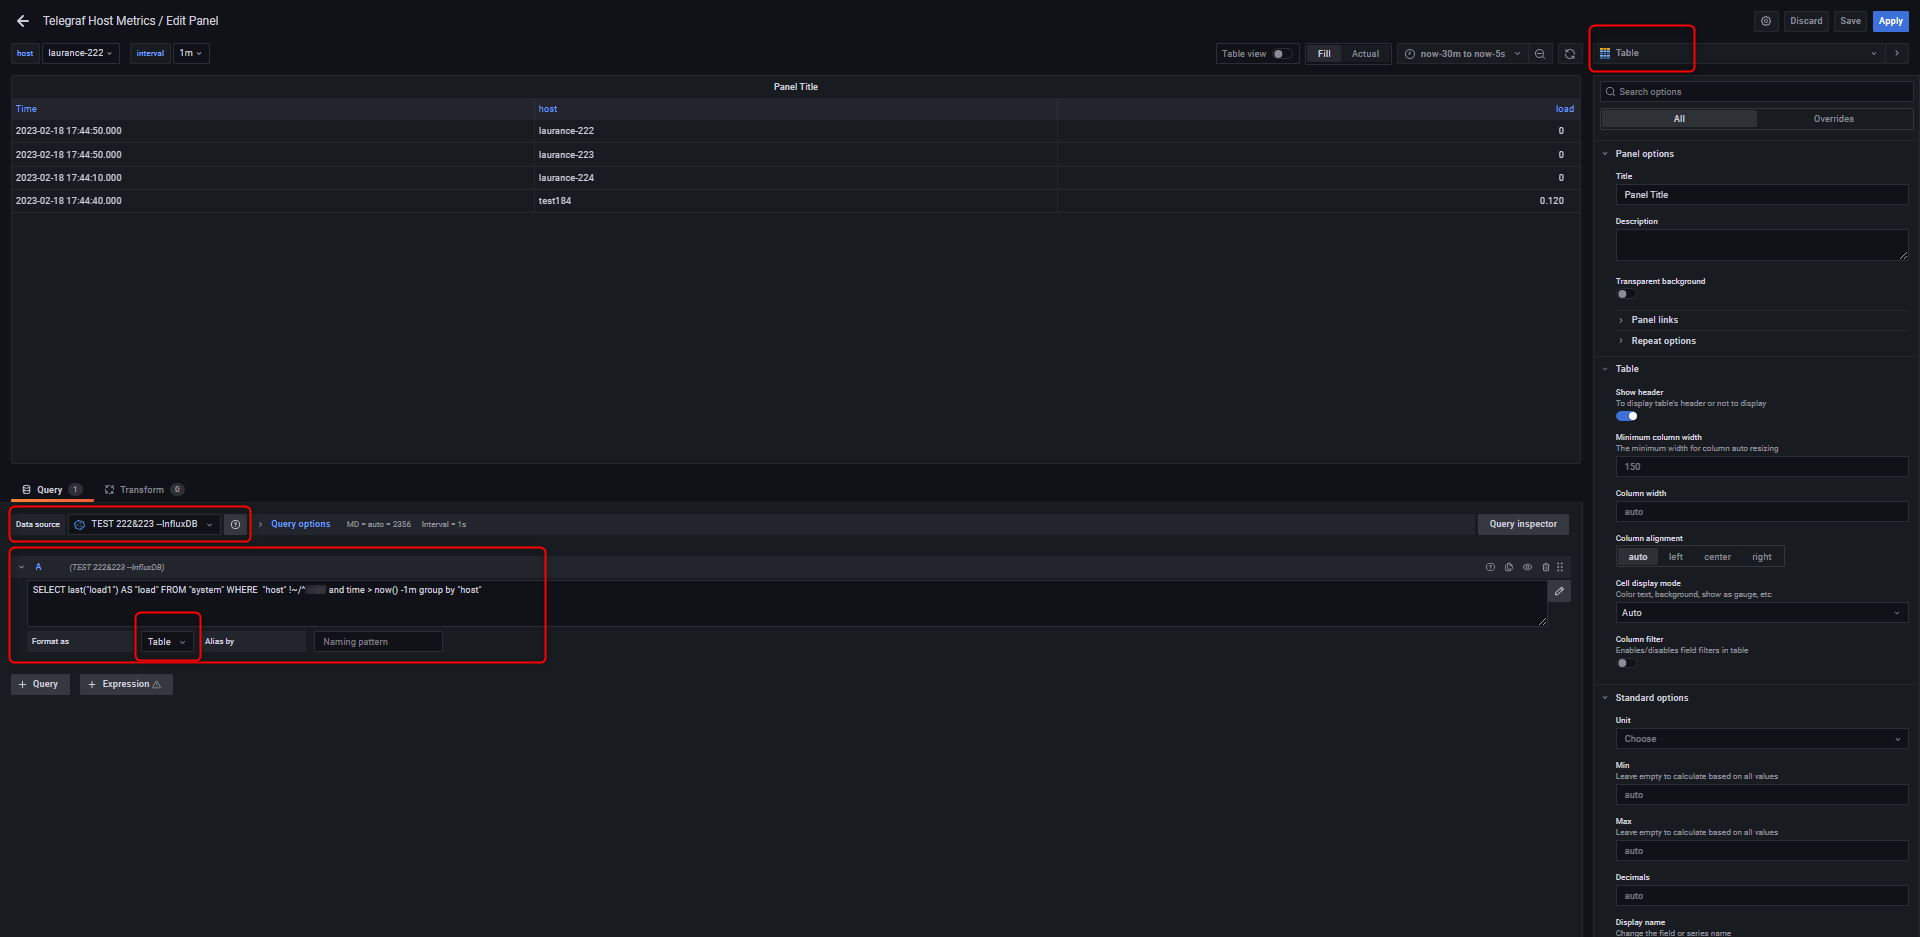 Telegraf Host Metrics / Edit Panel
Discard
Save
Apply
host
laurance-222
interval
1m
Table view
Fill
Actual
now-30m to now-5s
Table
Panel Title
Time
host
load
2023-02-18 17:44:50.000
laurance-222
0
2023-02-18 17:44:50.000
laurance-223
0
2023-02-18 17:44:10.000
laurance-224
0
2023-02-18 17:44:40.000
test184
0.120
Query
1
Transform
0
Data source
TEST 222&223 --InfluxDB
Query options
MD = auto = 2356
Interval = 1s
Query inspector
A
(TEST 222&223 --InfluxDB)
SELECT last("load1") AS "load" FROM "system" WHERE "host" !~/^ and time > now() -1m group by "host"
Format as
Table
Alias by
Naming pattern
+ Query
+ Expression
Search options
All
Overrides
Panel options
Title
Panel Title
Description
Transparent background
Panel links
Repeat options
Table
Show header
To display table's header or not to display
Minimum column width
The minimum width for column auto resizing
150
Column width
auto
Column alignment
auto
left
center
right
Cell display mode
Color text, background, show as gauge, etc
Auto
Column filter
Enables/disables field filters in table
Standard options
Unit
Choose
Min
Leave empty to calculate based on all values
auto
Max
Leave empty to calculate based on all values
auto
Decimals
auto
Display name
Change the field or series name